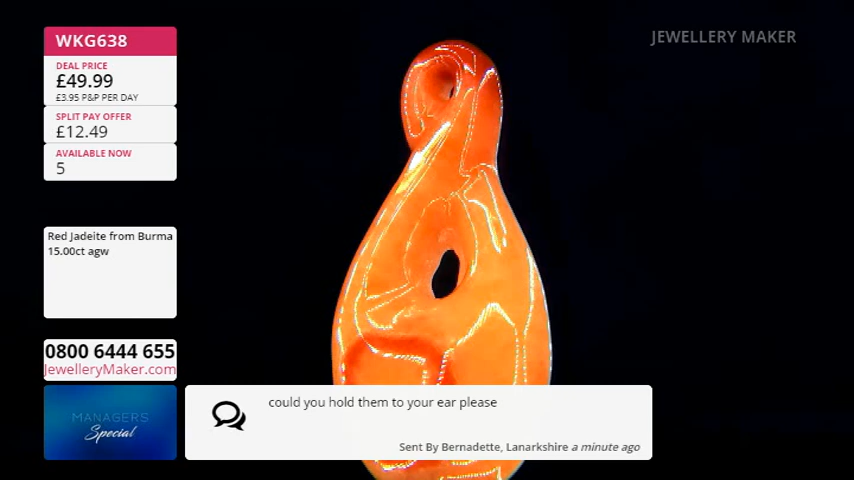 WKG638
DEAL PRICE
£49.99
£3.95 P&P PER DAY
SPLIT PAY OFFER
£12.49
AVAILABLE NOW
5
Red Jadeite from Burma
15.00ct agw
0800 6444 655
JewelleryMaker.com
MANAGERS
Special
JEWELLERY MAKER
could you hold them to your ear please
Sent By Bernadette, Lanarkshire a minute ago